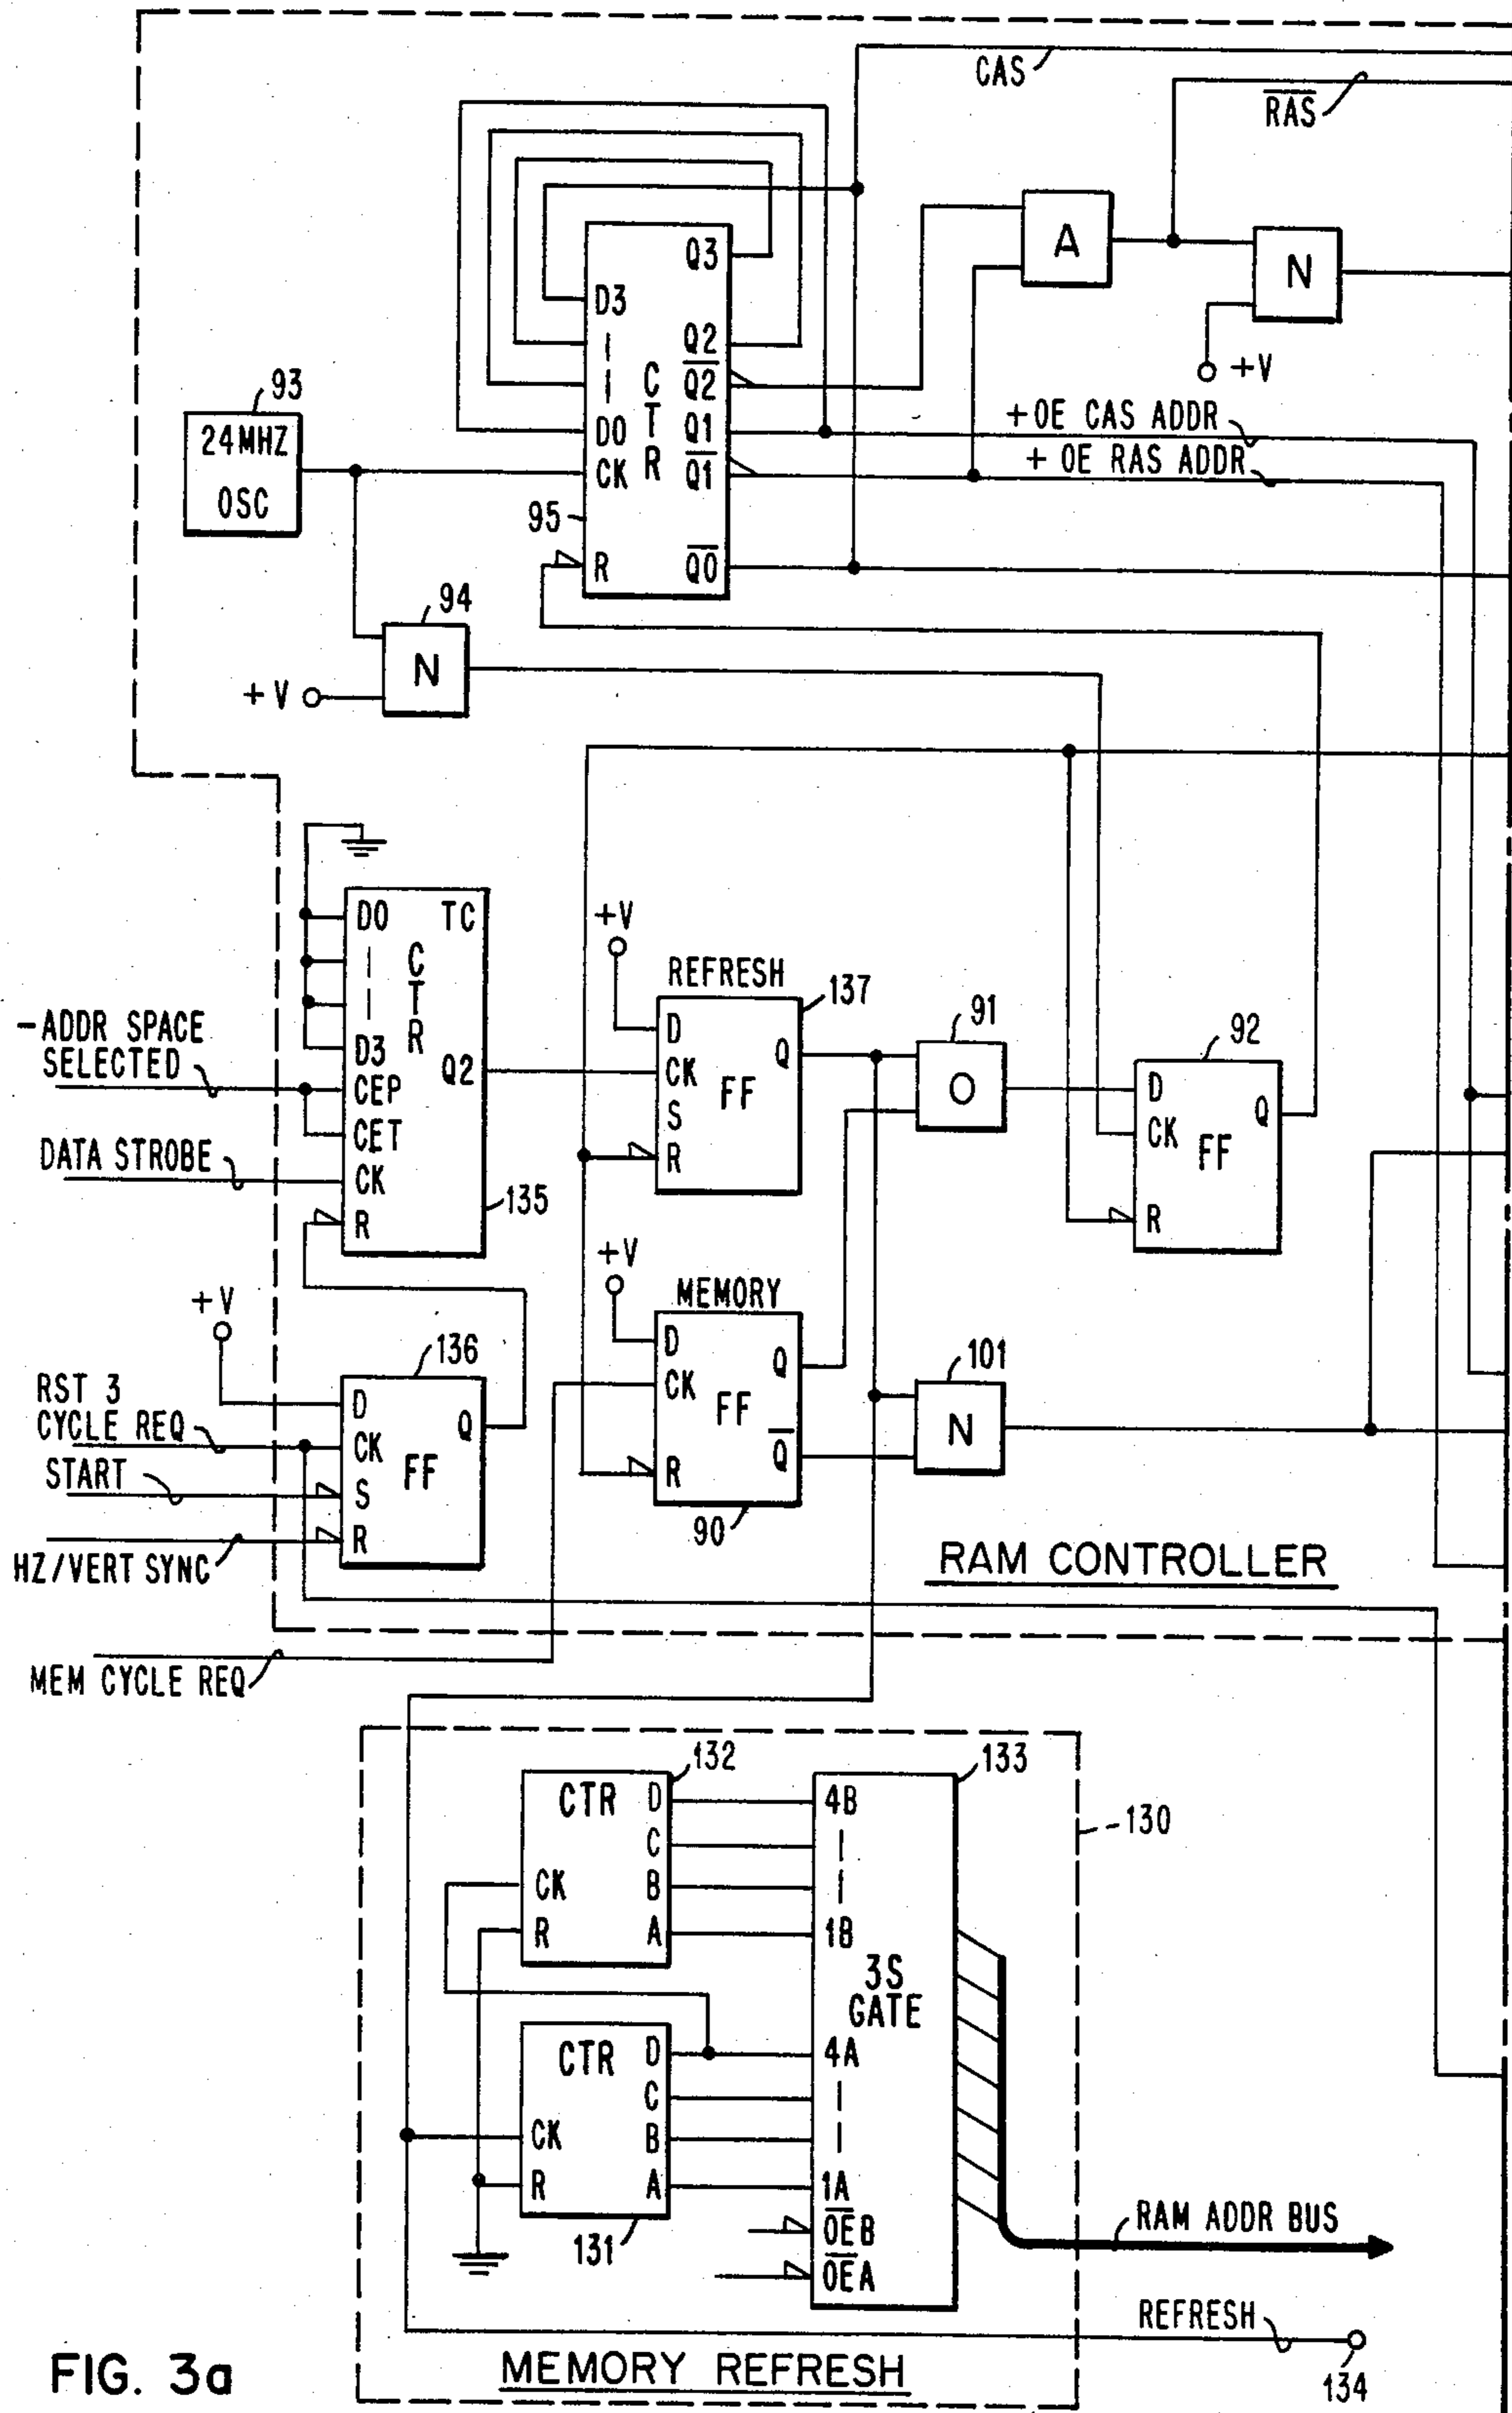 CAS
RAS
Q3
D3
|
Q2
A
N
|
C
Q2
+V
93
24MHZ
OSC
D0
T
Q1
+OE CAS ADDR
CK
R
Q1
+ OE RAS ADDR
95
R
Q0
94
N
+V
D0
TC
|
C
|
T
D3
R
Q2
CEP
CET
CK
R
135
-ADDR SPACE
SELECTED
DATA STROBE
+V
REFRESH
137
D
Q
CK
FF
S
R
91
O
92
D
Q
CK
FF
R
+V
MEMORY
D
Q
CK
FF
Q
R
90
101
N
+V
136
RST 3
CYCLE REQ
START
HZ/VERT SYNC
D
Q
CK
FF
S
R
RAM CONTROLLER
MEM CYCLE REQ
132
CTR
D
C
CK
B
R
A
133
4B
|
|
1B
3S
GATE
4A
|
|
1A
OEB
OEA
130
CTR
D
C
CK
B
R
A
131
RAM ADDR BUS
REFRESH
134
MEMORY REFRESH
FIG. 3a